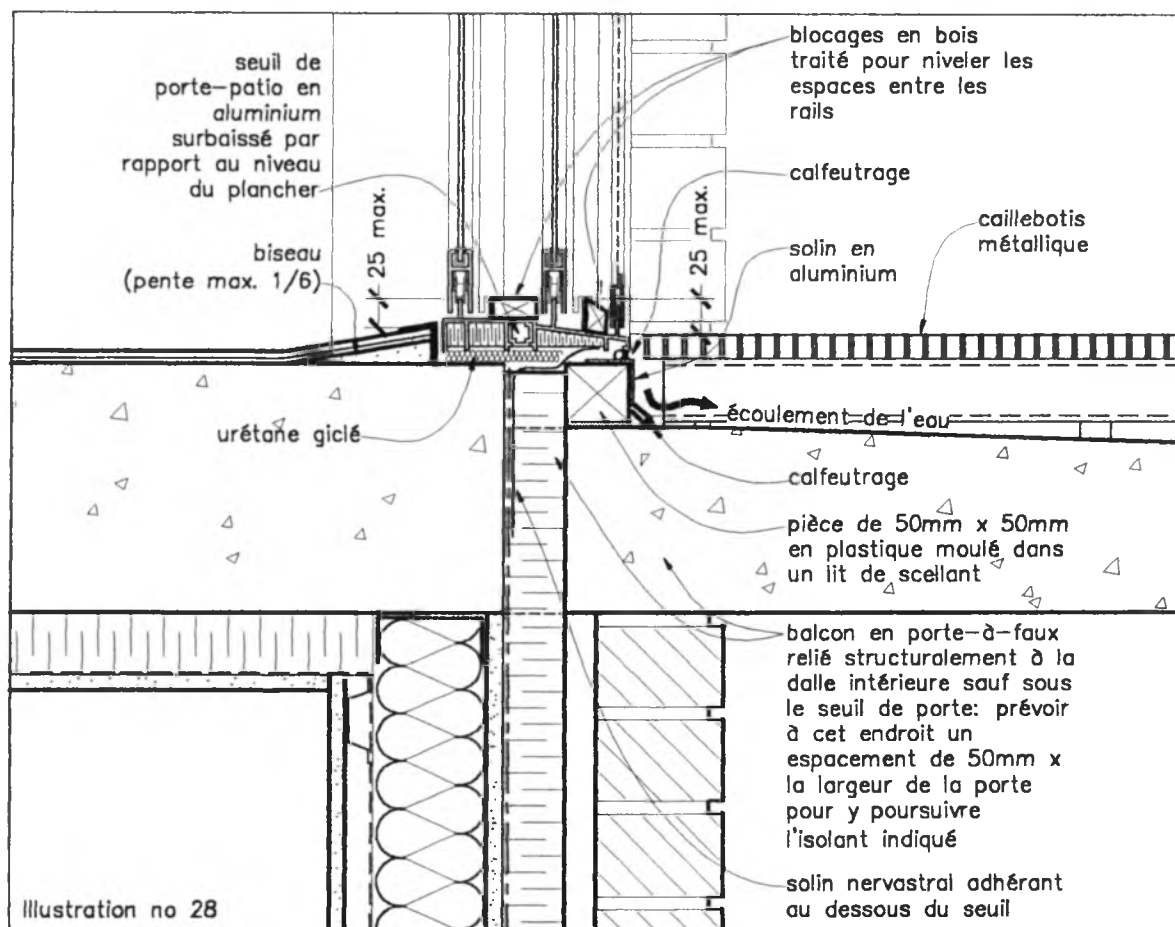 seuil de
porte-patio en
aluminium
surbaissé par
rapport au niveau
du plancher
biseau
(pente max. 1/6)
25 max.
urétane giclé
blocages en bois
traité pour niveler les
espaces entre les
rails
calfeutrage
25 max.
solin en
aluminium
caillebotis
métallique
écoulement de l'eau
calfeutrage
pièce de 50mm x 50mm
en plastique moulé dans
un lit de scellant
balcon en porte-à-faux
relié structuralement à la
dalle intérieure sauf sous
le seuil de porte: prévoir
à cet endroit un
espacement de 50mm x
la largeur de la porte
pour y poursuivre
l'isolant indiqué
solin nervastral adhérant
au dessous du seuil
Illustration no 28